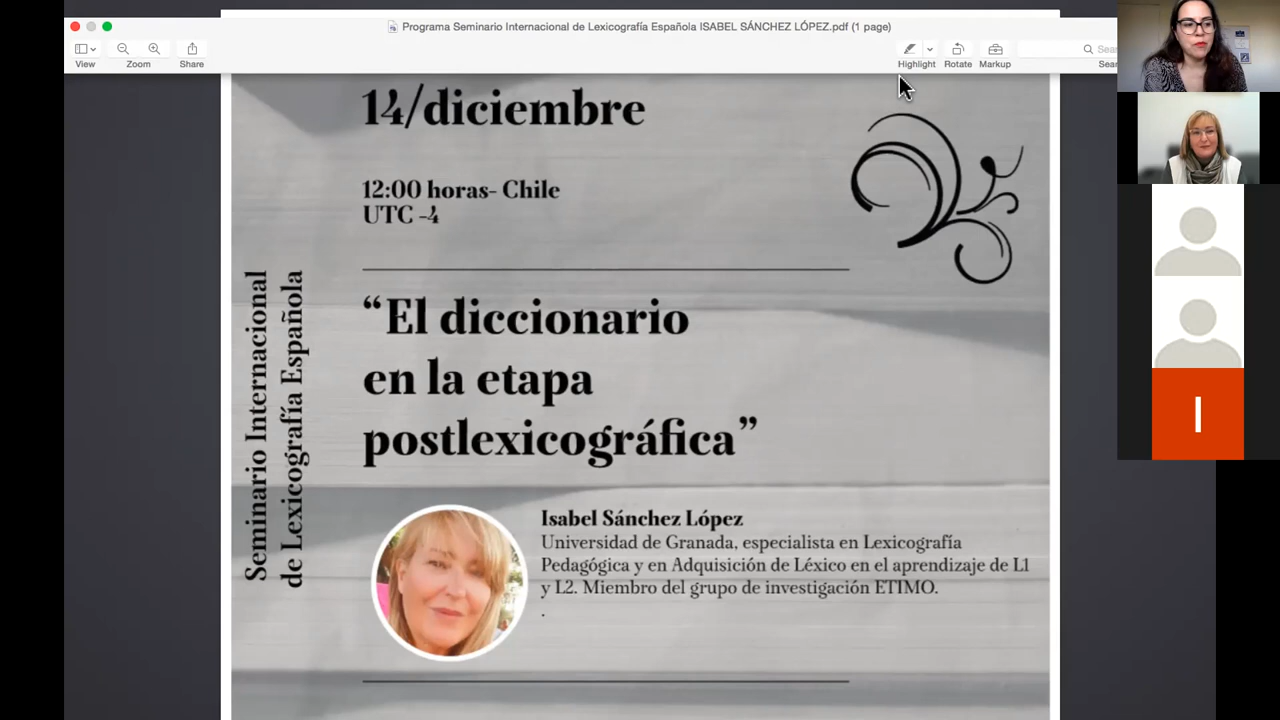 Programa Seminario Internacional de Lexicografía Española ISABEL SÁNCHEZ LÓPEZ.pdf (1 page)
View
Zoom
Share
Highlight
Rotate
Markup
14/diciembre
12:00 horas- Chile
UTC -4
Seminario Internacional
de Lexicografía Española
“El diccionario
en la etapa
postlexicográfica”
Isabel Sánchez López
Universidad de Granada, especialista en Lexicografía
Pedagógica y en Adquisición de Léxico en el aprendizaje de L1
y L2. Miembro del grupo de investigación ETIMO.
.
I